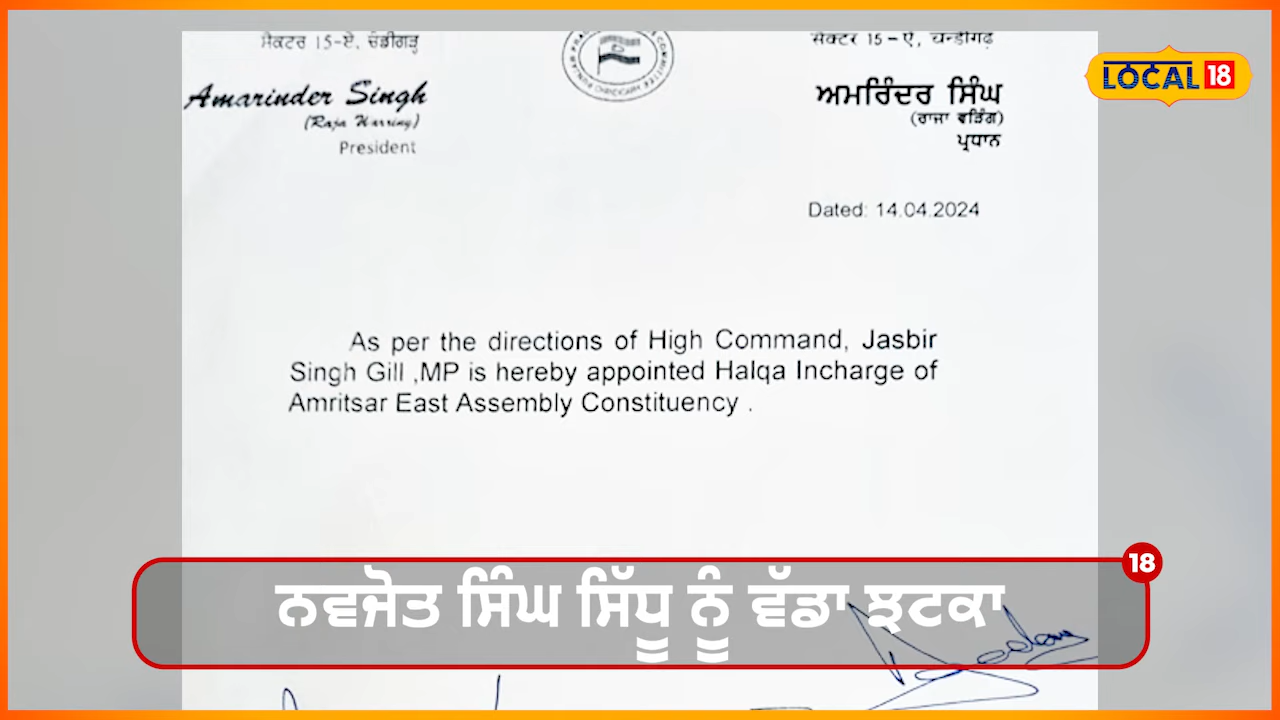 ਸੈਕਟਰ 15-ਏ, ਚੰਡੀਗੜ੍ਹ
ਸੈਕਟਰ 15-ਏ, ਚਨਡੀਗੜ੍ਹ
LOCAL 18
Amarinder Singh
(Raja Warring)
President
ਅਮਰਿੰਦਰ ਸਿੰਘ
(ਰਾਜਾ ਵੜਿੰਗ)
ਪ੍ਰਧਾਨ
Dated: 14.04.2024
As per the directions of High Command, Jasbir
Singh Gill ,MP is hereby appointed Halqa Incharge of
Amritsar East Assembly Constituency .
18
ਨਵਜੋਤ ਸਿੰਘ ਸਿੱਧੂ ਨੂੰ ਵੱਡਾ ਝਟਕਾ